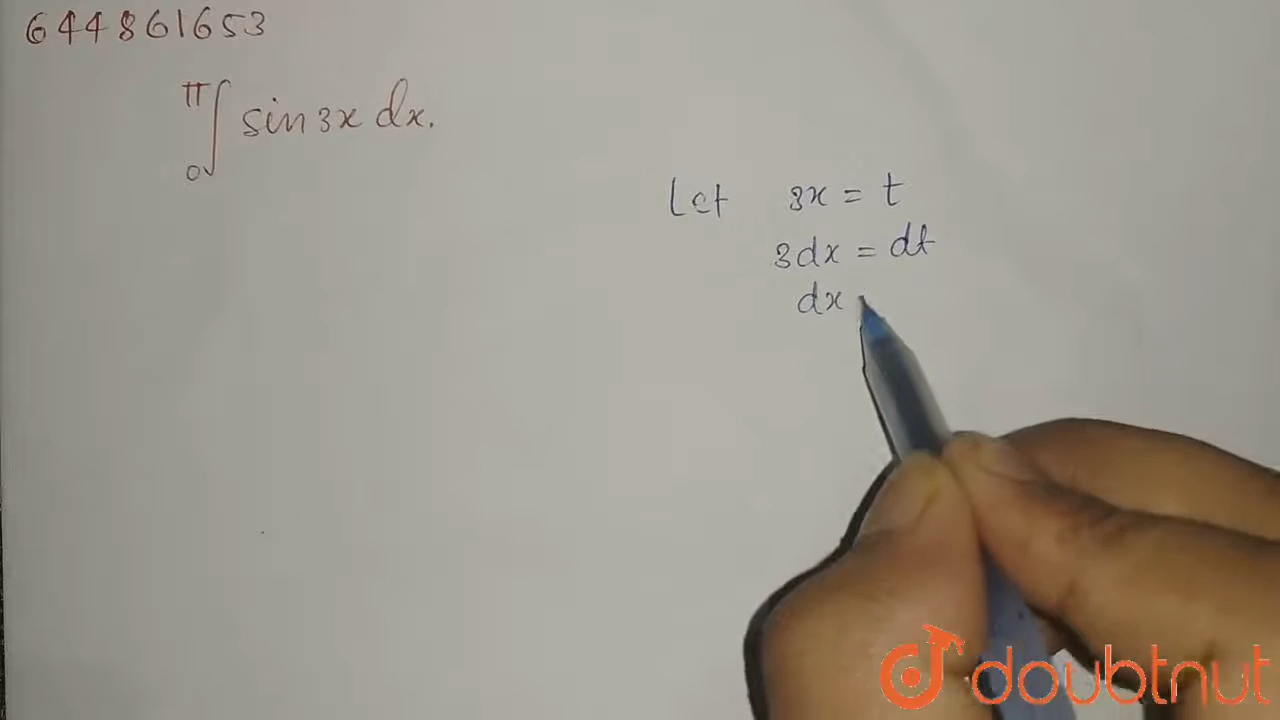 644861653
π∫0 sin 3x dx.
Let 3x = t
3dx = dt
dx
doubtnut